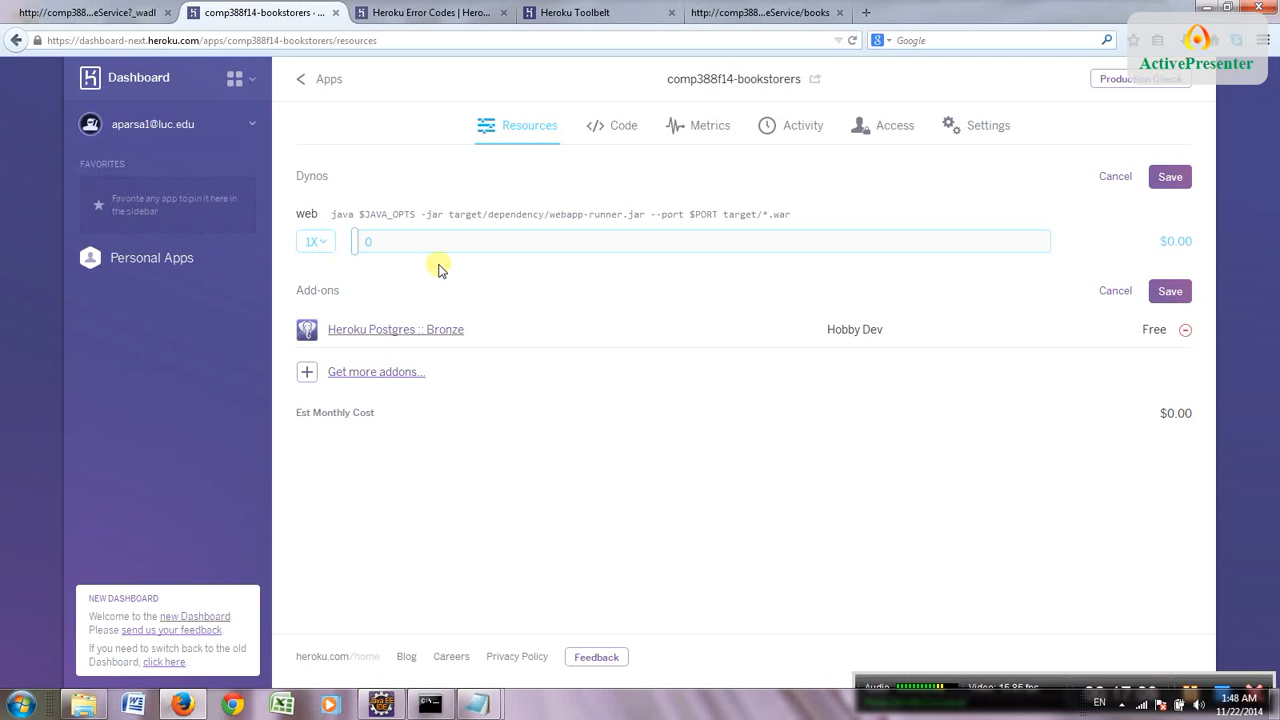 http://comp388f14-b...eService?_wadl
comp388f14-bookstorers - ...
Heroku Error Codes | Hero...
Heroku Toolbelt
http://comp388...eService/books
https://dashboard-next.heroku.com/apps/comp388f14-bookstorers/resources
Google
ActivePresenter
Dashboard
Apps
comp388f14-bookstorers
Production Check
aparsa1@luc.edu
Resources
Code
Metrics
Activity
Access
Settings
FAVORITES
Favorite any app to pin it here in
the sidebar
Personal Apps
Dynos
Cancel
Save
web java $JAVA_OPTS -jar target/dependency/webapp-runner.jar --port $PORT target/*.war
1X
0
$0.00
Add-ons
Cancel
Save
Heroku Postgres :: Bronze
Hobby Dev
Free
Get more addons...
Est Monthly Cost
$0.00
NEW DASHBOARD
Welcome to the new Dashboard.
Please send us your feedback.
If you need to switch back to the old
Dashboard, click here.
heroku.com/home
Blog
Careers
Privacy Policy
Feedback
EN
1:48 AM
11/22/2014